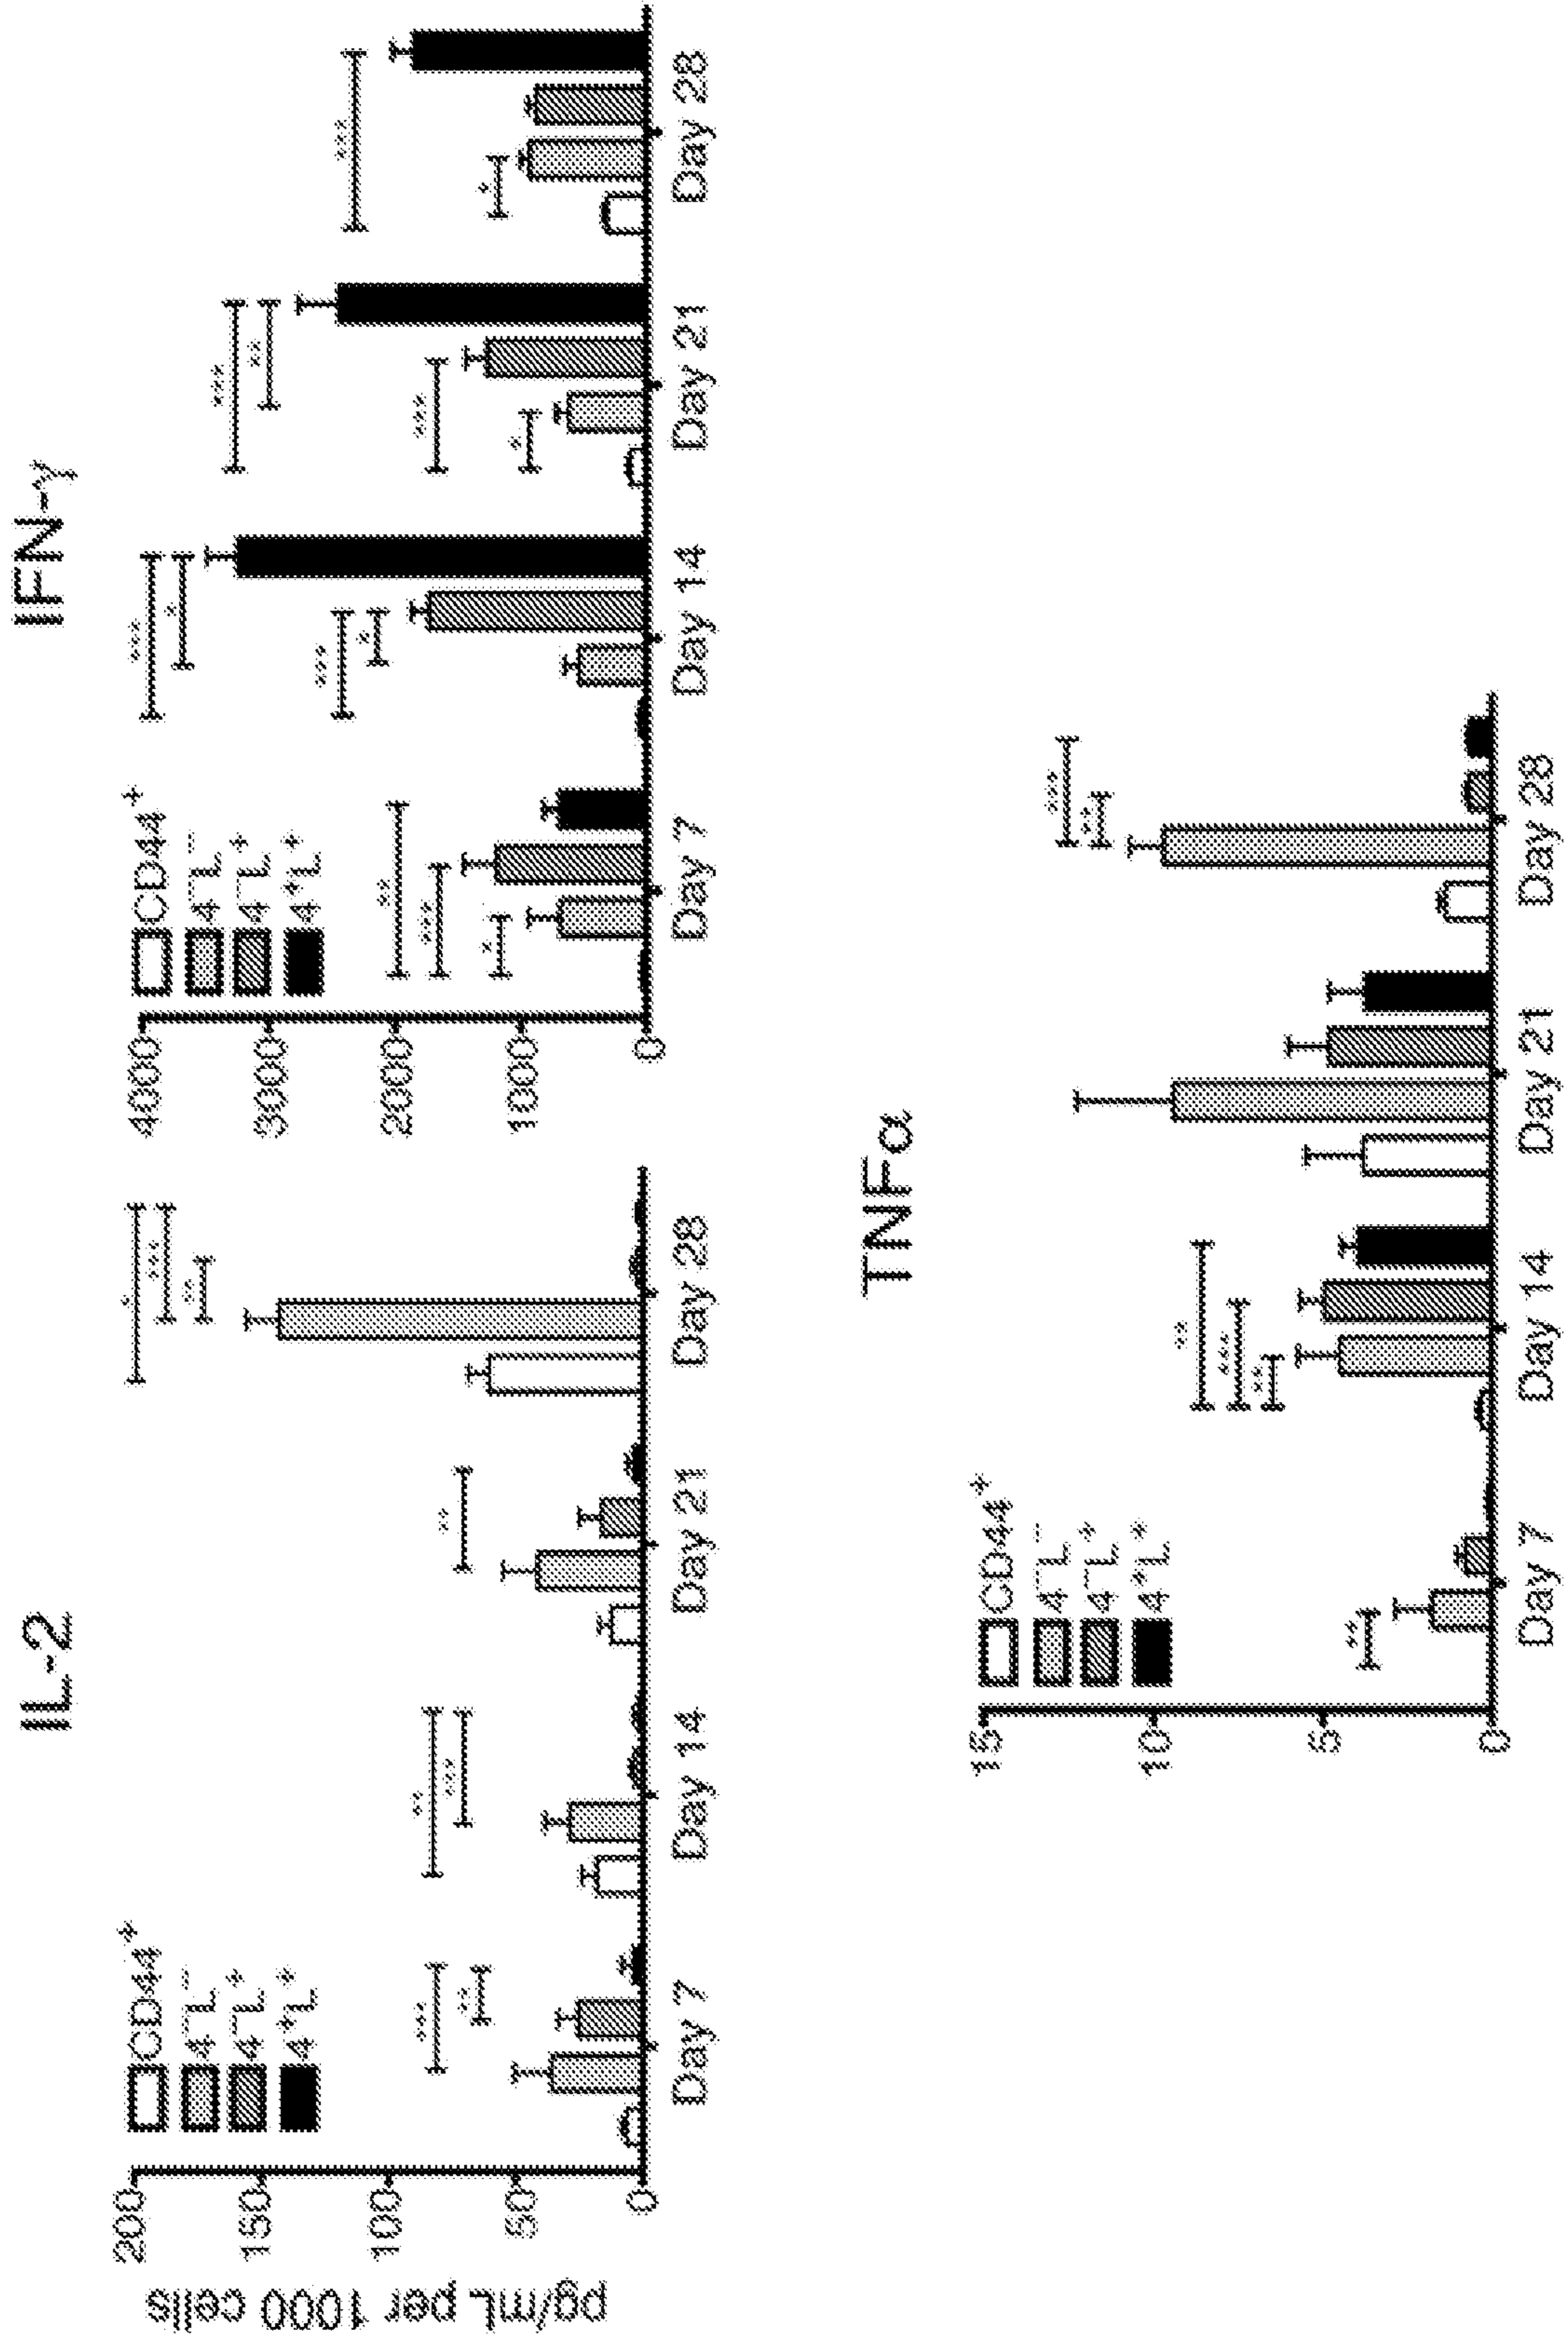 IL-2
pg/mL per 1000 cells
200
150
100
50
0
CD44+
4-L-
4-L+
4+L+
***
**
**
***
**
*
***
**
Day 7
Day 14
Day 21
Day 28
IFN-γ
4000
3000
2000
1000
0
CD44+
4-L-
4-L+
4+L+
**
***
*
***
*
***
*
***
**
***
*
***
*
Day 7
Day 14
Day 21
Day 28
TNFα
15
10
5
0
CD44+
4-L-
4-L+
4+L+
**
**
***
**
***
**
Day 7
Day 14
Day 21
Day 28